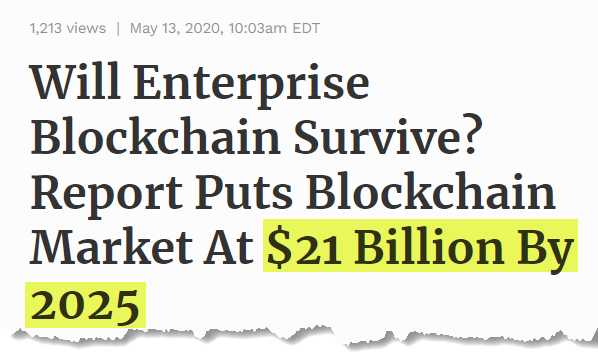 1,213 views | May 13, 2020, 10:03am EDT
Will Enterprise
Blockchain Survive?
Report Puts Blockchain
Market At $21 Billion By
2025